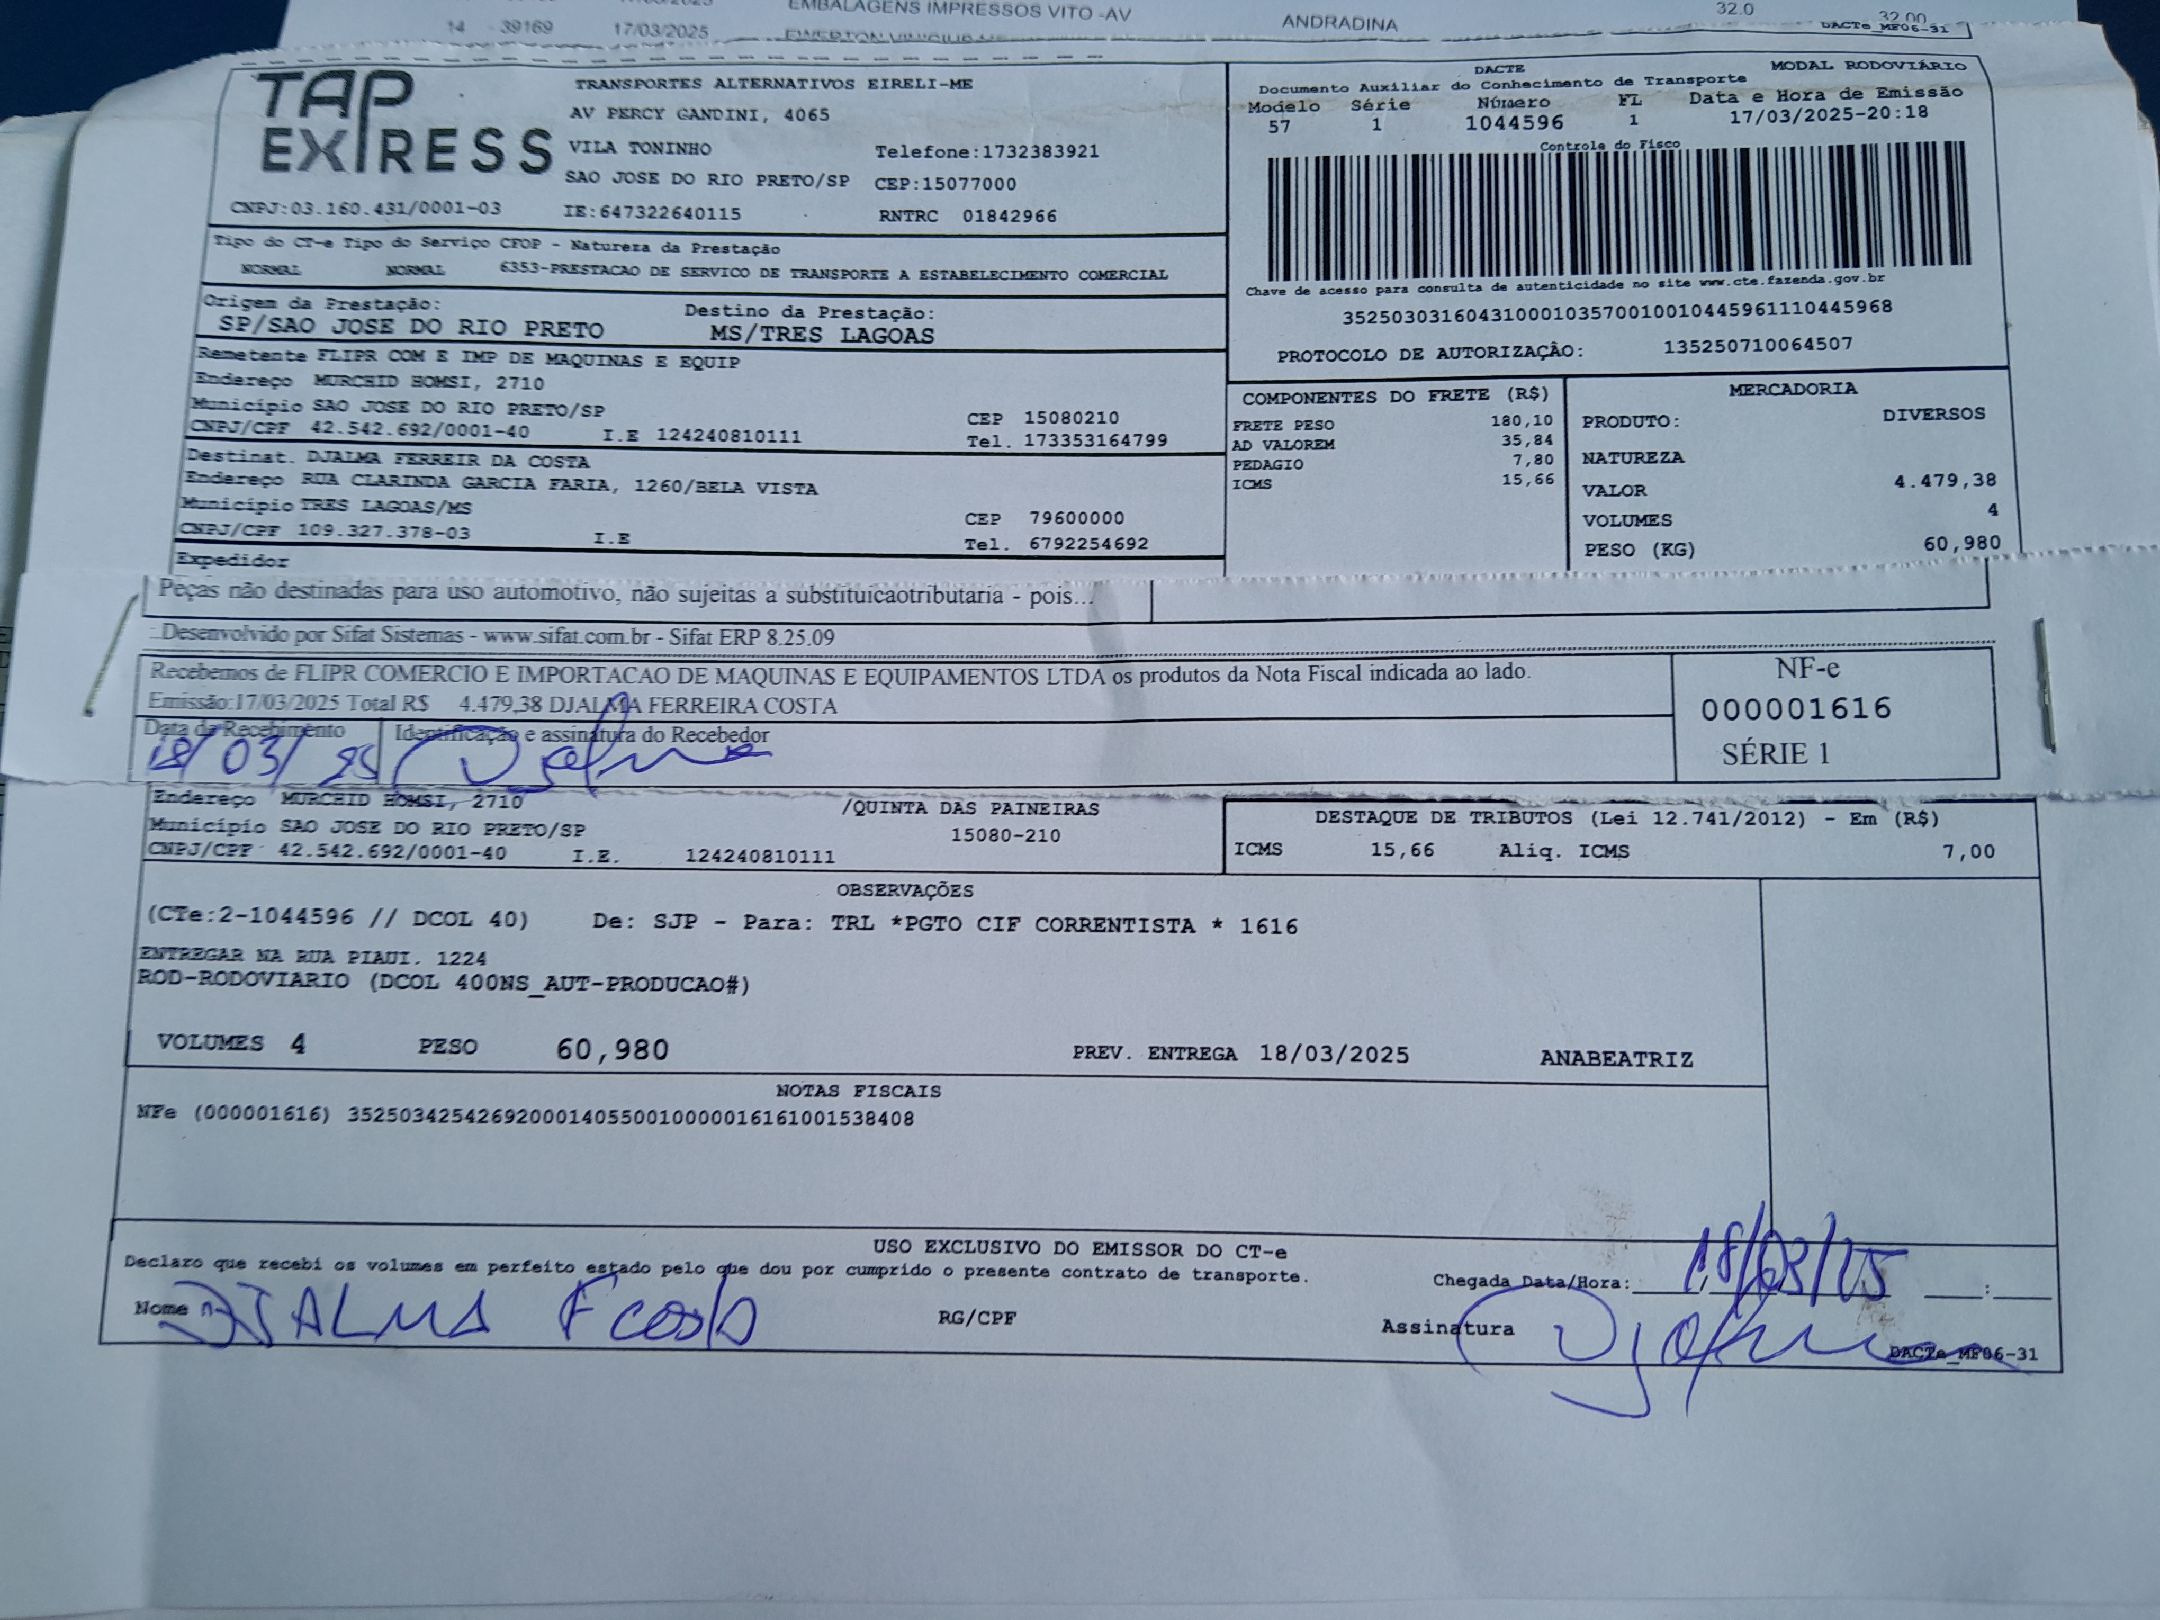 EMBALAGENS IMPRESSOS VITO -AV ANDRADINA 32.0 32.00
14 39169 17/03/2025
DACTe_MF06-31
TAP EXPRESS
TRANSPORTES ALTERNATIVOS EIRELI-ME
AV PERCY GANDINI, 4065
VILA TONINHO Telefone:1732383921
SAO JOSE DO RIO PRETO/SP CEP:15077000
CNPJ:03.160.431/0001-03 IE:647322640115 RNTRC 01842966
DACTE MODAL RODOVIÁRIO
Documento Auxiliar do Conhecimento de Transporte
Modelo Série Número FL Data e Hora de Emissão
57 1 1044596 1 17/03/2025-20:18
Controle do Fisco
Chave de acesso para consulta de autenticidade no site www.cte.fazenda.gov.br
35250303160431000103570010010445961110445968
PROTOCOLO DE AUTORIZAÇÃO: 135250710064507
Tipo do CT-e Tipo do Serviço CFOP - Natureza da Prestação
NORMAL NORMAL 6353-PRESTACAO DE SERVICO DE TRANSPORTE A ESTABELECIMENTO COMERCIAL
Origem da Prestação: Destino da Prestação:
SP/SAO JOSE DO RIO PRETO MS/TRES LAGOAS
Remetente FLIPR COM E IMP DE MAQUINAS E EQUIP
Endereço MURCHID HOMSI, 2710
Município SAO JOSE DO RIO PRETO/SP CEP 15080210
CNPJ/CPF 42.542.692/0001-40 I.E 124240810111 Tel. 173353164799
Destinat. DJALMA FERREIR DA COSTA
Endereço RUA CLARINDA GARCIA FARIA, 1260/BELA VISTA
Município TRES LAGOAS/MS CEP 79600000
CNPJ/CPF 109.327.378-03 I.E Tel. 6792254692
Expedidor
COMPONENTES DO FRETE (R$)
FRETE PESO 180,10
AD VALOREM 35,84
PEDAGIO 7,80
ICMS 15,66
MERCADORIA
PRODUTO: DIVERSOS
NATUREZA
VALOR 4.479,38
VOLUMES 4
PESO (KG) 60,980
Peças não destinadas para uso automotivo, não sujeitas a substituicaotributaria - pois...
Desenvolvido por Sifat Sistemas - www.sifat.com.br - Sifat ERP 8.25.09
Recebemos de FLIPR COMERCIO E IMPORTACAO DE MAQUINAS E EQUIPAMENTOS LTDA os produtos da Nota Fiscal indicada ao lado.
Emissão:17/03/2025 Total R$ 4.479,38 DJALMA FERREIRA COSTA
Data de Recebimento Identificação e assinatura do Recebedor
18/03/25 Djalma
NF-e
000001616
SÉRIE 1
Endereço MURCHID HOMSI, 2710 /QUINTA DAS PAINEIRAS
Município SAO JOSE DO RIO PRETO/SP 15080-210
CNPJ/CPF 42.542.692/0001-40 I.E. 124240810111
DESTAQUE DE TRIBUTOS (Lei 12.741/2012) - Em (R$)
ICMS 15,66 Aliq. ICMS 7,00
OBSERVAÇÕES
(CTe:2-1044596 // DCOL 40) De: SJP - Para: TRL *PGTO CIF CORRENTISTA * 1616
ENTREGAR NA RUA PIAUI. 1224
ROD-RODOVIARIO (DCOL 400NS_AUT-PRODUCAO#)
VOLUMES 4 PESO 60,980 PREV. ENTREGA 18/03/2025 ANABEATRIZ
NOTAS FISCAIS
NFe (000001616) 35250342542692000140550010000016161001538408
USO EXCLUSIVO DO EMISSOR DO CT-e
Declaro que recebi os volumes em perfeito estado pelo que dou por cumprido o presente contrato de transporte.
Chegada Data/Hora: 18/03/25 :
Nome DJALMA F Costa RG/CPF Assinatura Djalma
DACTe_MF06-31